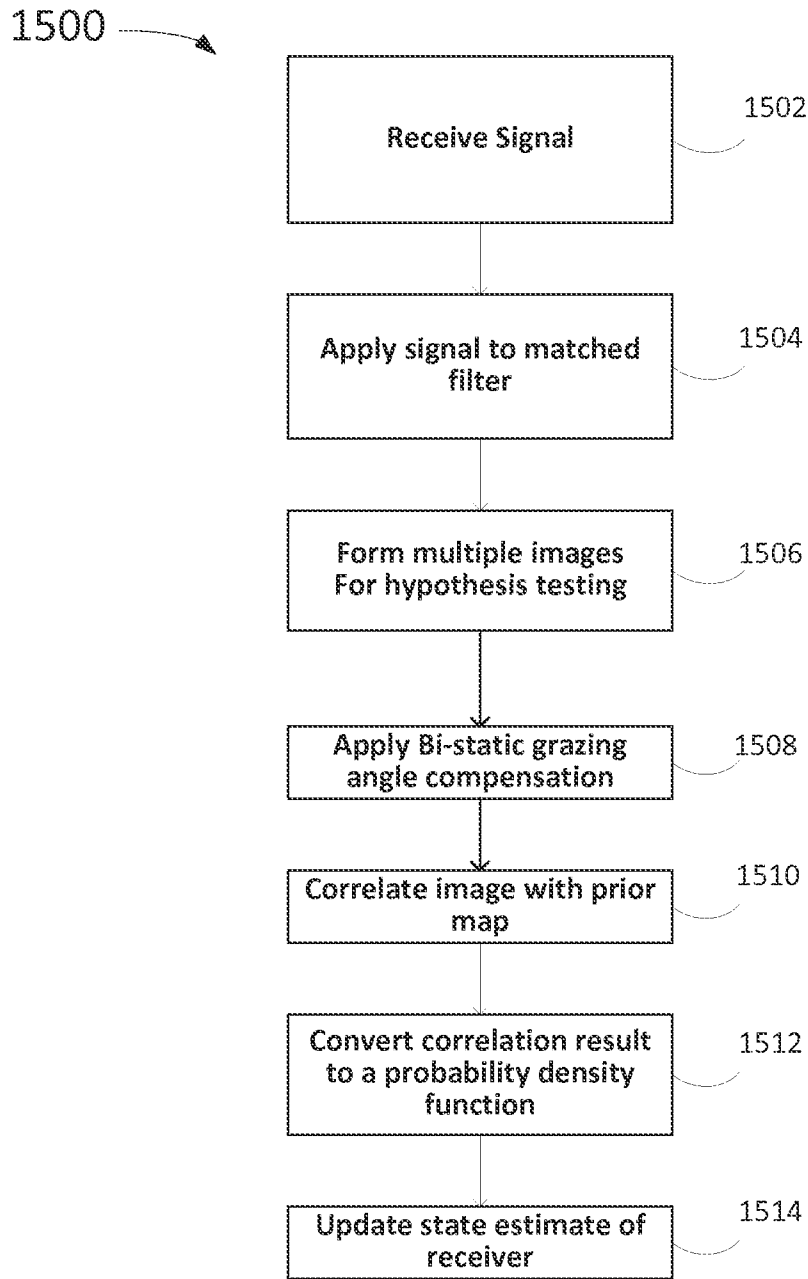 1500
Receive Signal
1502
Apply signal to matched
filter
1504
Form multiple images
For hypothesis testing
1506
Apply Bi-static grazing
angle compensation
1508
Correlate image with prior
map
1510
Convert correlation result
to a probability density
function
1512
Update state estimate of
receiver
1514